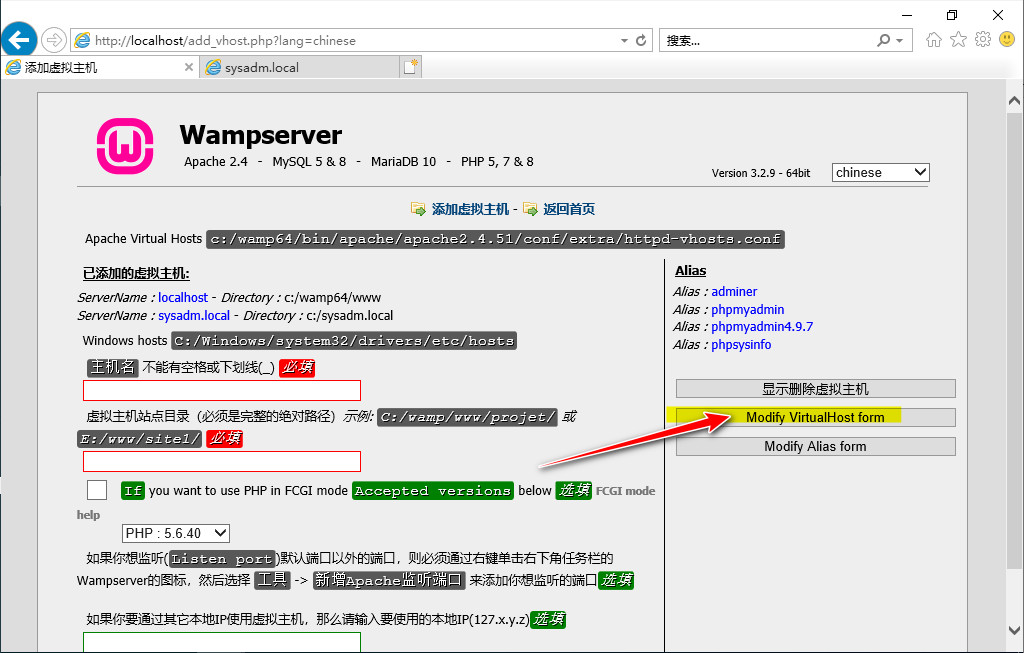 http://localhost/add_vhost.php?lang=chinese
搜索...
添加虚拟主机
sysadm.local
Wampserver
Apache 2.4 - MySQL 5 & 8 - MariaDB 10 - PHP 5, 7 & 8
Version 3.2.9 - 64bit
chinese
添加虚拟主机 - 返回首页
Apache Virtual Hosts c:/wamp64/bin/apache/apache2.4.51/conf/extra/httpd-vhosts.conf
已添加的虚拟主机:
ServerName : localhost - Directory : c:/wamp64/www
ServerName : sysadm.local - Directory : c:/sysadm.local
Windows hosts C:/Windows/system32/drivers/etc/hosts
主机名 不能有空格或下划线(_) 必填
虚拟主机站点目录（必须是完整的绝对路径）示例: C:/wamp/www/projet/ 或
E:/www/site1/ 必填
If you want to use PHP in FCGI mode Accepted versions below 选填 FCGI mode
help
PHP : 5.6.40
如果你想监听(Listen port)默认端口以外的端口，则必须通过右键单击右下角任务栏的
Wampserver的图标，然后选择 工具 -> 新增Apache监听端口 来添加你想监听的端口 选填
如果你要通过其它本地IP使用虚拟主机，那么请输入要使用的本地IP(127.x.y.z) 选填
Alias
Alias : adminer
Alias : phpmyadmin
Alias : phpmyadmin4.9.7
Alias : phpsysinfo
显示删除虚拟主机
Modify VirtualHost form
Modify Alias form